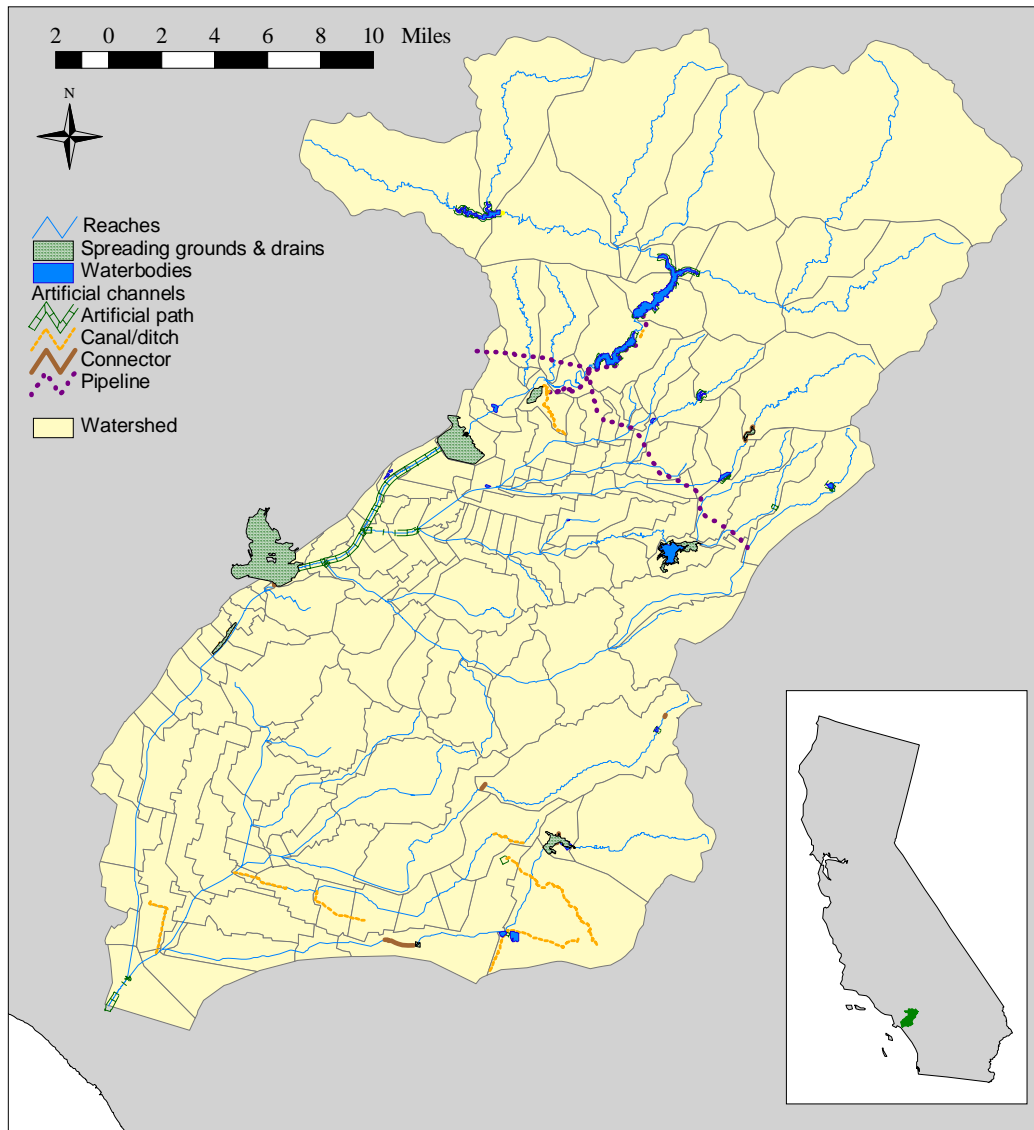 2 0 2 4 6 8 10 Miles
N
Reaches
Spreading grounds & drains
Waterbodies
Artificial channels
Artificial path
Canal/ditch
Connector
Pipeline
Watershed